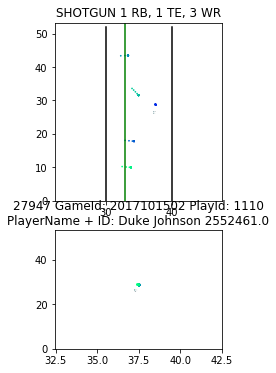 SHOTGUN 1 RB, 1 TE, 3 WR
50
40
30
20
10
0
30 40
27947 GameId: 2017101502 PlayId: 1110
PlayerName + ID: Duke Johnson 2552461.0
40
20
0
32.5 35.0 37.5 40.0 42.5